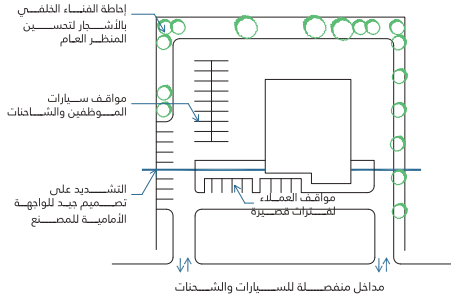 إحاطة الفناء الخلفي
بالأشجار لتحسين
المنظر العام
مواقف سيارات
الموظفين والشاحنات
التشديد على
تصميم جيد للواجهة
الأمامية للمصنع
مواقف العملاء
لفترات قصيرة
مداخل منفصلة للسيارات والشحنات